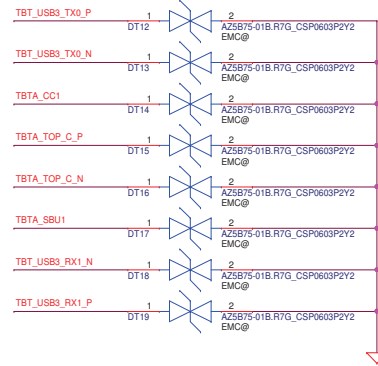 TBT_USB3_TX0_P 1 2
DT12 AZ5B75-01B.R7G_CSP0603P2Y2
EMC@
TBT_USB3_TX0_N 1 2
DT13 AZ5B75-01B.R7G_CSP0603P2Y2
EMC@
TBTA_CC1 1 2
DT14 AZ5B75-01B.R7G_CSP0603P2Y2
EMC@
TBTA_TOP_C_P 1 2
DT15 AZ5B75-01B.R7G_CSP0603P2Y2
EMC@
TBTA_TOP_C_N 1 2
DT16 AZ5B75-01B.R7G_CSP0603P2Y2
EMC@
TBTA_SBU1 1 2
DT17 AZ5B75-01B.R7G_CSP0603P2Y2
EMC@
TBT_USB3_RX1_N 1 2
DT18 AZ5B75-01B.R7G_CSP0603P2Y2
EMC@
TBT_USB3_RX1_P 1 2
DT19 AZ5B75-01B.R7G_CSP0603P2Y2
EMC@